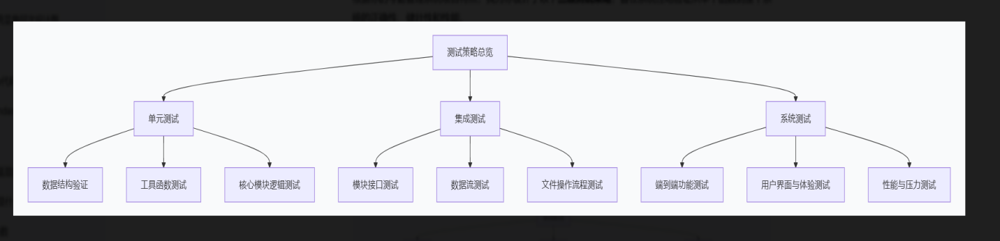 测试策略总览
单元测试
集成测试
系统测试
数据结构验证
工具函数测试
核心模块逻辑测试
模块接口测试
数据流测试
文件操作流程测试
端到端功能测试
用户界面与体验测试
性能与压力测试